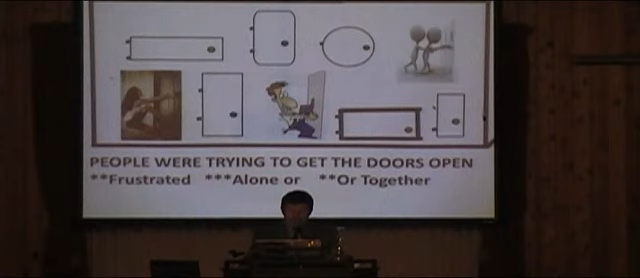 PEOPLE WERE TRYING TO GET THE DOORS OPEN
**Frustrated ***Alone or **Or Together